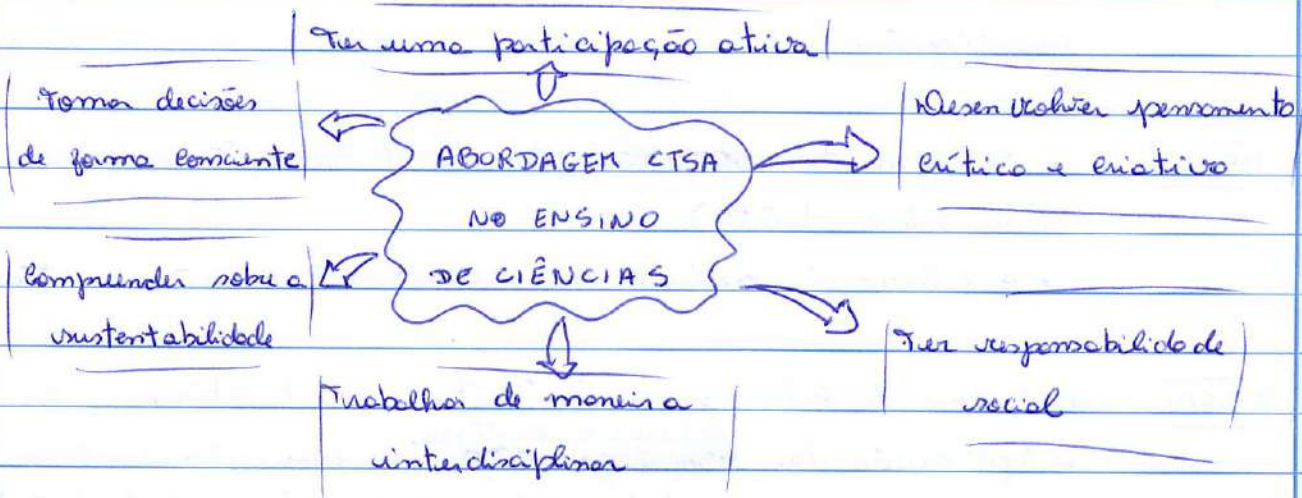 Ter uma participação ativa
Tomar decisões
de forma consciente
ABORDAGEM CTSA
NO ENSINO
DE CIÊNCIAS
Desenvolver pensamento
crítico e criativo
Compreender sobre a
sustentabilidade
Ter responsabilidade
social
Trabalhar de maneira
interdisciplinar